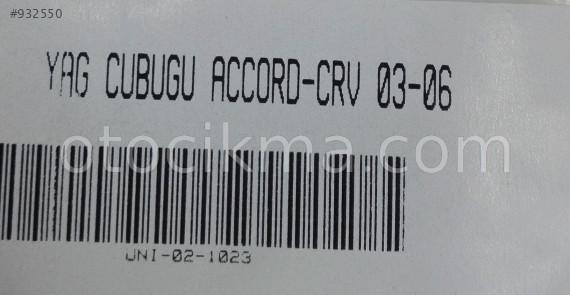 #932550
YAG CUBUGU ACCORD-CRV 03-06
otocikma.com
UNI-02-1023